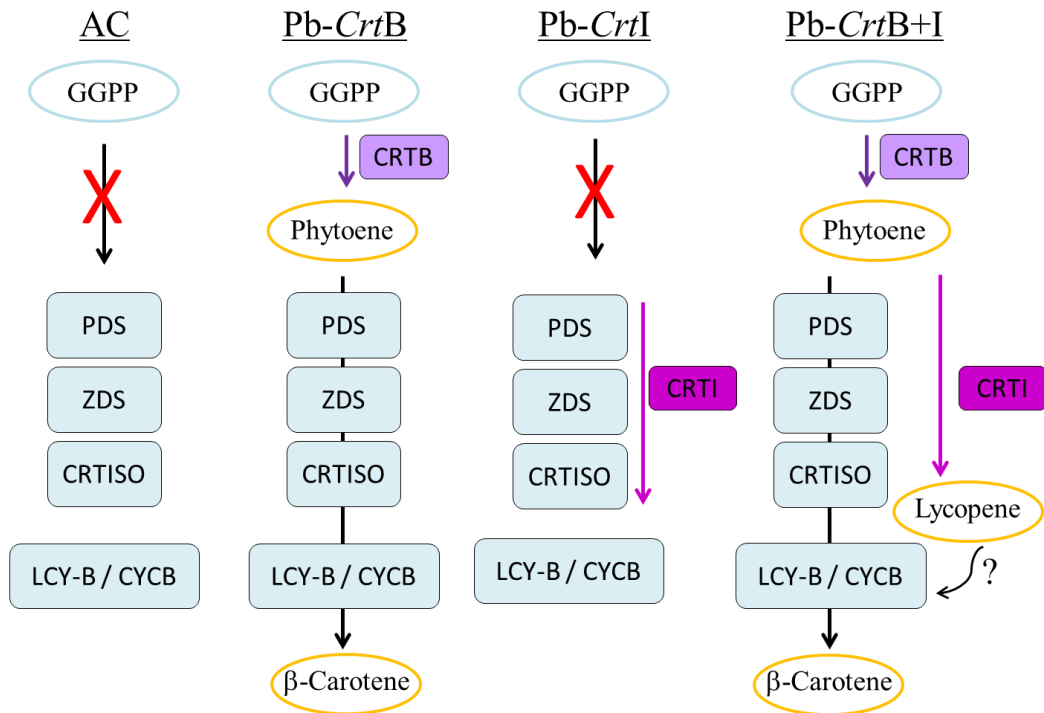 AC
GGPP
X
PDS
ZDS
CRTISO
LCY-B / CYCB
Pb-CrtB
GGPP
CRTB
Phytoene
PDS
ZDS
CRTISO
LCY-B / CYCB
β-Carotene
Pb-CrtI
GGPP
X
PDS
ZDS
CRTISO
CRTI
LCY-B / CYCB
Pb-CrtB+I
GGPP
CRTB
Phytoene
PDS
ZDS
CRTISO
CRTI
Lycopene
?
LCY-B / CYCB
β-Carotene